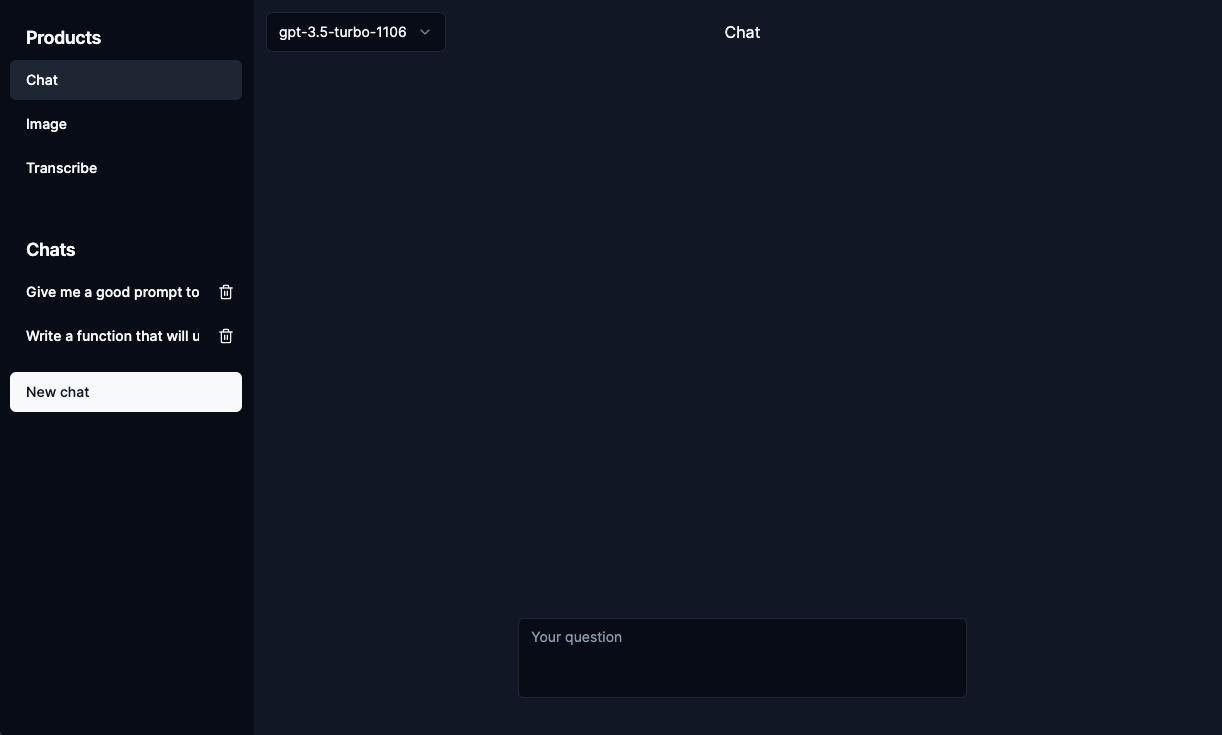 Products
Chat
Image
Transcribe
Chats
Give me a good prompt to
Write a function that will u
New chat
gpt-3.5-turbo-1106
Chat
Your question